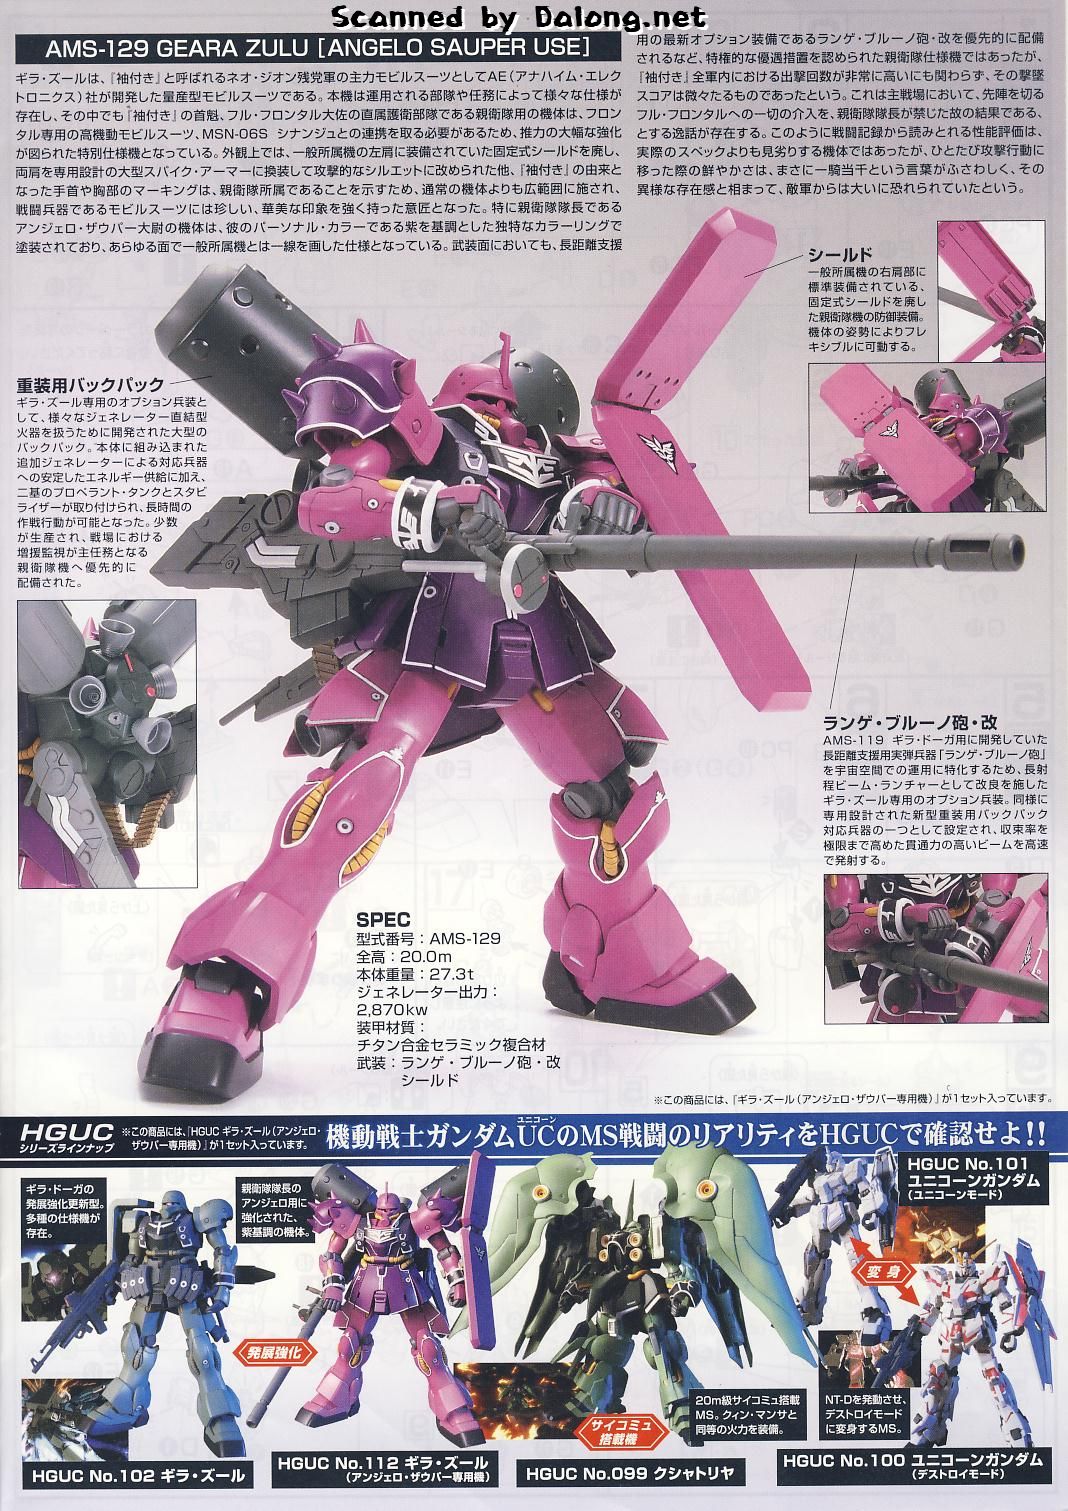 Scanned by Dalong.net
AMS-129 GEARA ZULU [ANGELO SAUPER USE]
ギラ・ズールは、『袖付き』と呼ばれるネオ・ジオン残党軍の主力モビルスーツとしてAE(アナハイム・エレク
トロニクス)社が開発した量産型モビルスーツである。本機は運用される部隊や任務によって様々な仕様が
存在し、その中でも『袖付き』の首魁、フル・フロンタル大佐の直属護衛部隊である親衛隊用の機体は、フロン
タル専用の高機動モビルスーツ、MSN-06S シナンジュとの連携を取る必要があるため、推力の大幅な強化
が図られた特別仕様機となっている。外観上では、一般所属機の左肩に装備されていた固定式シールドを廃し、
両肩を専用設計の大型スパイク・アーマーに換装して攻撃的なシルエットに改められた他、『袖付き』の由来と
なった手首や胸部のマーキングは、親衛隊所属であることを示すため、通常の機体よりも広範囲に施され、
戦闘兵器であるモビルスーツには珍しい、華美な印象を強く持った意匠となった。特に親衛隊隊長である
アンジェロ・ザウパー大尉の機体は、彼のパーソナル・カラーである紫を基調とした独特なカラーリングで
塗装されており、あらゆる面で一般所属機とは一線を画した仕様となっている。武装面においても、長距離支援
用の最新オプション装備であるランゲ・ブルーノ砲・改を優先的に配備
されるなど、特権的な優遇措置を認められた親衛隊仕様機ではあったが、
『袖付き』全軍内における出撃回数が非常に高いにも関わらず、その撃墜
スコアは微々たるものであったという。これは主戦場において、先陣を切る
フル・フロンタルへの一切の介入を、親衛隊隊長が禁じた故の結果である、
とする逸話が存在する。このように戦闘記録から読みとれる性能評価は、
実際のスペックよりも見劣りする機体ではあったが、ひとたび攻撃行動に
移った際の鮮やかさは、まさに一騎当千という言葉がふさわしく、その
異様な存在感と相まって、敵軍からは大いに恐れられていたという。
シールド
一般所属機の右肩部に
標準装備されている、
固定式シールドを廃し
た親衛隊機の防御装備。
機体の姿勢によりフレ
キシブルに可動する。
重装用バックパック
ギラ・ズール専用のオプション兵装と
して、様々なジェネレーター直結型
火器を扱うために開発された大型の
バックパック。本体に組み込まれた
追加ジェネレーターによる対応兵器
への安定したエネルギー供給に加え、
二基のプロペラント・タンクとスタビ
ライザーが取り付けられ、長時間の
作戦行動が可能となった。少数
が生産され、戦場における
増援監視が主任務となる
親衛隊機へ優先的に
配備された。
ランゲ・ブルーノ砲・改
AMS-119 ギラ・ドーガ用に開発していた
長距離支援用実弾兵器「ランゲ・ブルーノ砲」
を宇宙空間での運用に特化するため、長射
程ビーム・ランチャーとして改良を施した
ギラ・ズール専用のオプション兵装。同様に
専用設計された新型重装用バックパック
対応兵器の一つとして設定され、収束率を
極限まで高めた貫通力の高いビームを高速
で発射する。
SPEC
型式番号：AMS-129
全高：20.0m
本体重量：27.3t
ジェネレーター出力：
2,870kw
装甲材質：
チタン合金セラミック複合材
武装：ランゲ・ブルーノ砲・改
シールド
※この商品には、「ギラ・ズール(アンジェロ・ザウパー専用機)」が1セット入っています。
HGUC
シリーズラインナップ
※この商品には、「HGUC ギラ・ズール(アンジェロ・
ザウパー専用機)」が1セット入っています。
ユニコーン
機動戦士ガンダムUCのMS戦闘のリアリティをHGUCで確認せよ!!
ギラ・ドーガの
発展強化更新型。
多種の仕様機が
存在。
親衛隊隊長の
アンジェロ用に
強化された、
紫基調の機体。
HGUC No.101
ユニコーンガンダム
(ユニコーンモード)
変身
発展強化
サイコミュ
搭載機
20m級サイコミュ搭載
MS。クィン・マンサと
同等の火力を装備。
NT-Dを発動させ、
デストロイモード
に変身するMS。
HGUC No.102 ギラ・ズール
HGUC No.112 ギラ・ズール
(アンジェロ・ザウパー専用機)
HGUC No.099 クシャトリヤ
HGUC No.100 ユニコーンガンダム
(デストロイモード)